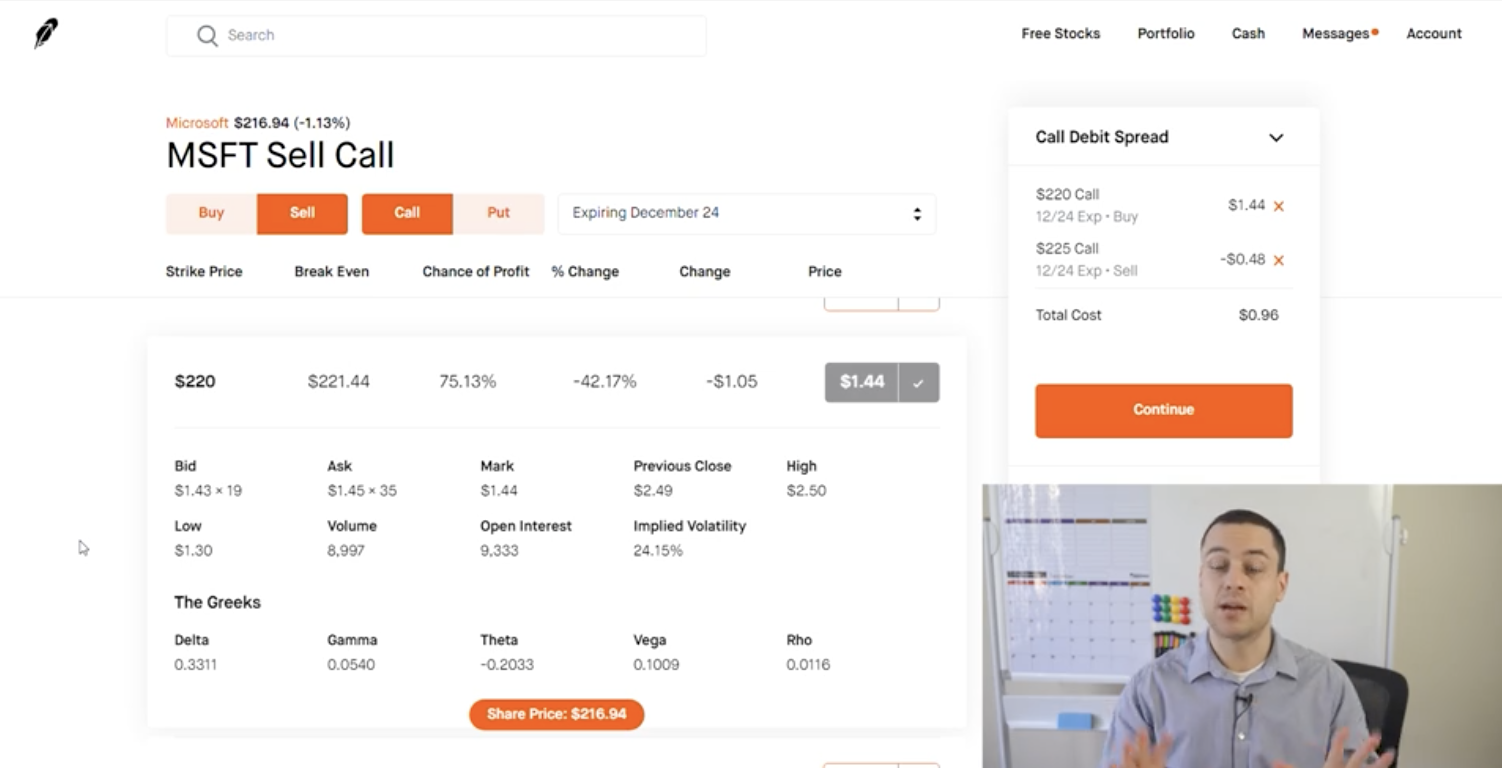 Search
Free Stocks Portfolio Cash Messages Account
Microsoft $216.94 (-1.13%)
MSFT Sell Call
Buy Sell Call Put Expiring December 24
Strike Price Break Even Chance of Profit % Change Change Price
$220 $221.44 75.13% -42.17% -$1.05 $1.44
Bid Ask Mark Previous Close High
$1.43 × 19 $1.45 × 35 $1.44 $2.49 $2.50
Low Volume Open Interest Implied Volatility
$1.30 8,997 9,333 24.15%
The Greeks
Delta Gamma Theta Vega Rho
0.3311 0.0540 -0.2033 0.1009 0.0116
Share Price: $216.94
Call Debit Spread
$220 Call
12/24 Exp • Buy
$1.44 ×
$225 Call
12/24 Exp • Sell
-$0.48 ×
Total Cost $0.96
Continue